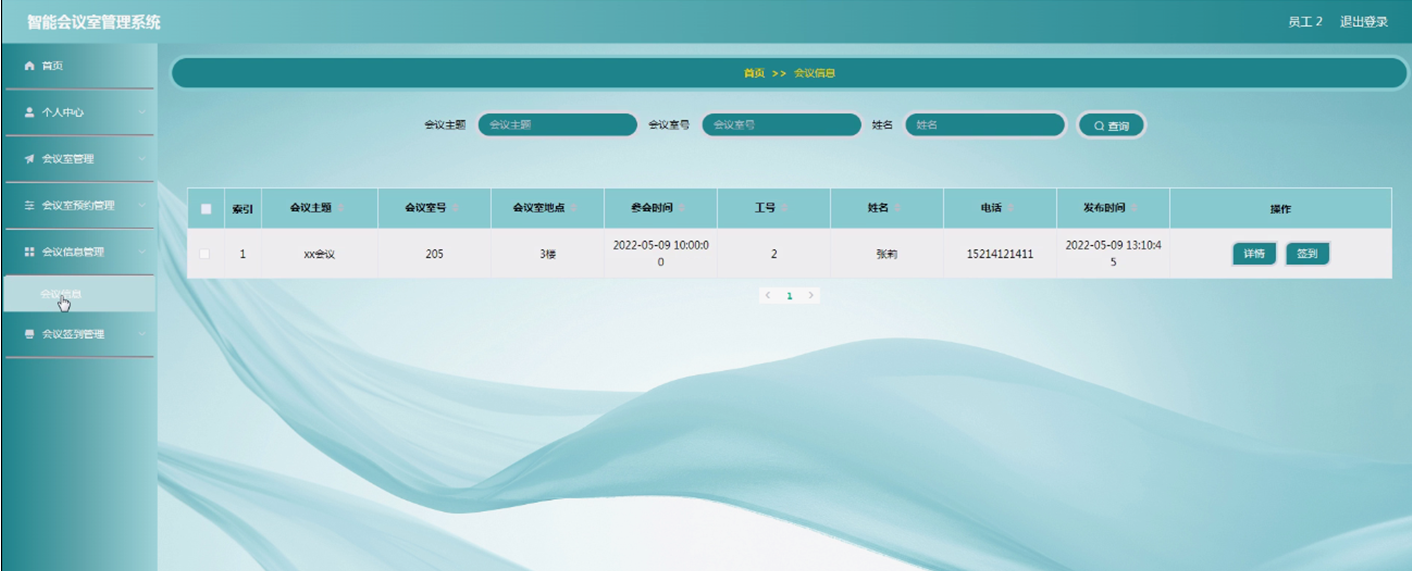 智能会议室管理系统
员工 2 退出登录
首页
个人中心
会议室管理
会议室预约管理
会议信息管理
会议信息
会议签到管理
首页 >> 会议信息
会议主题 会议主题 会议室号 会议室号 姓名 姓名 查询
索引 会议主题 会议室号 会议室地点 参会时间 工号 姓名 电话 发布时间 操作
1 xx会议 205 3楼 2022-05-09 10:00:0 2 张莉 15214121411 2022-05-09 13:10:4 详情 签到
0 5
1